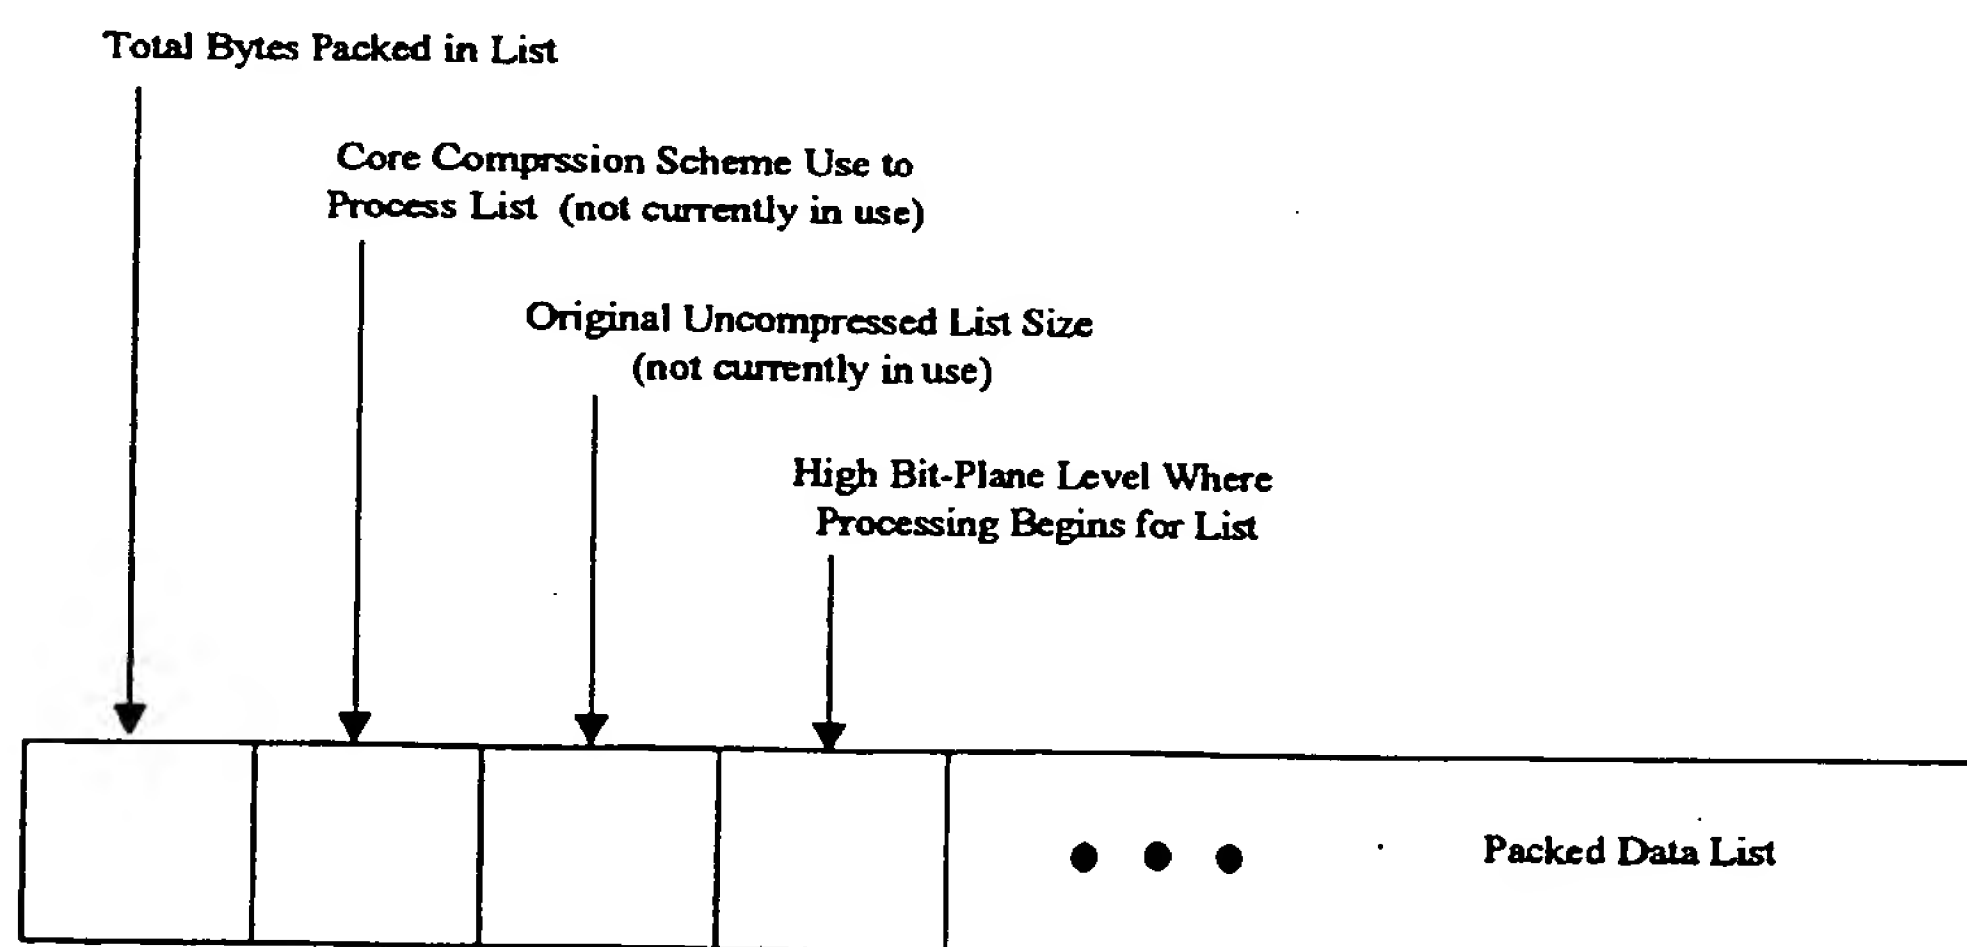 Total Bytes Packed in List
Core Comprssion Scheme Use to
Process List (not currently in use)
Original Uncompressed List Size
(not currently in use)
High Bit-Plane Level Where
Processing Begins for List
Packed Data List